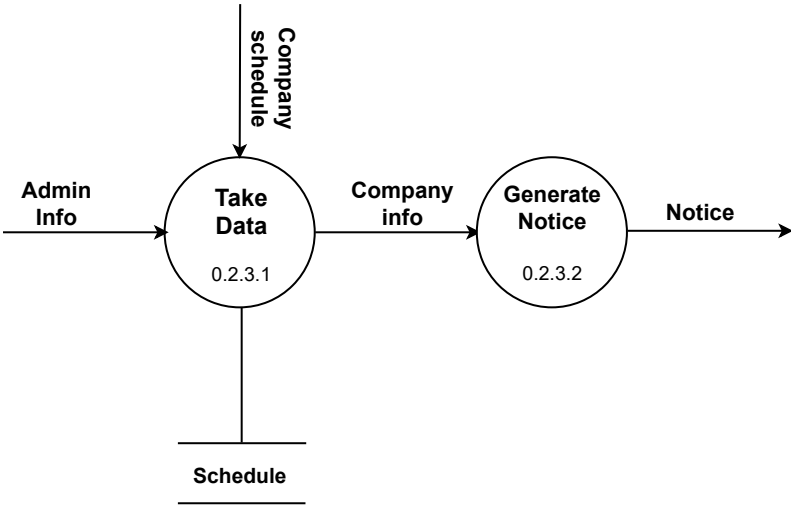 Company
schedule
Admin
Info
Take
Data
0.2.3.1
Company
info
Generate
Notice
0.2.3.2
Notice
Schedule